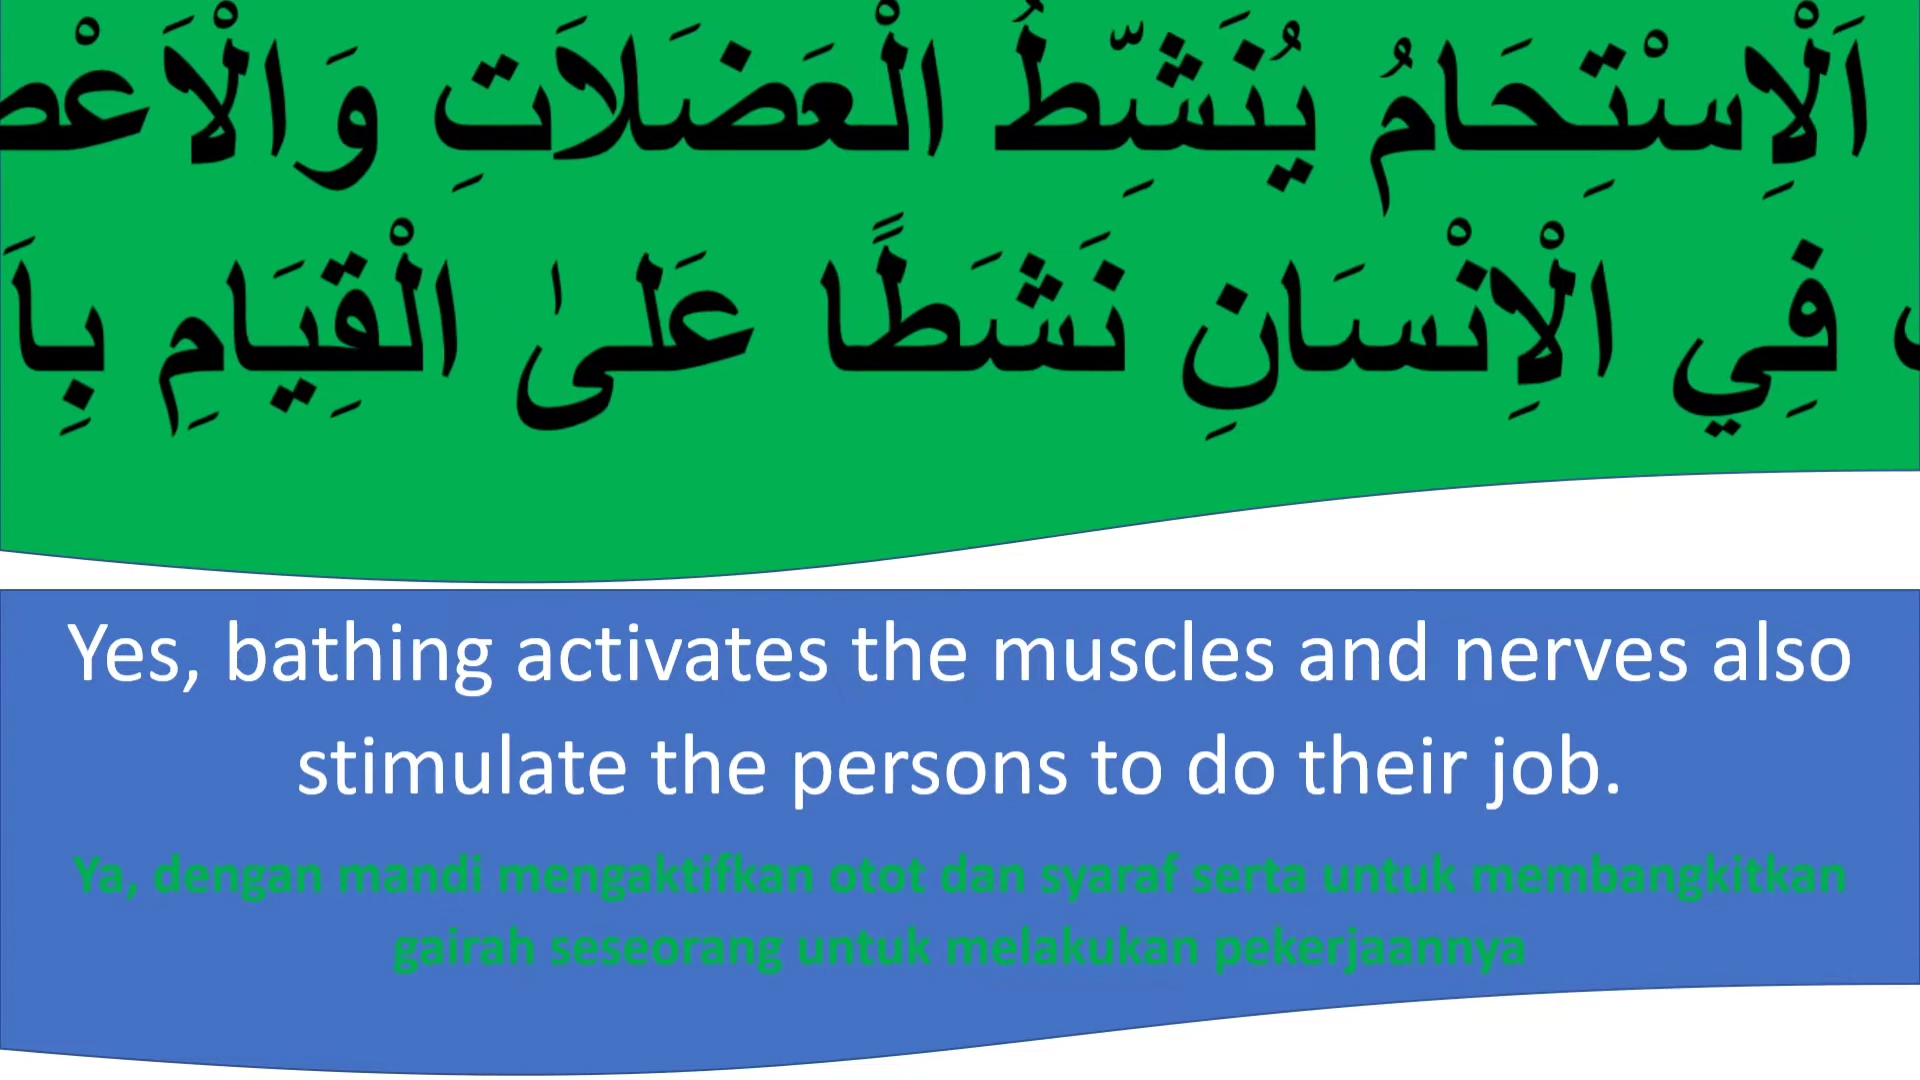 اَلْاِسْتِحَامُ يُنَشِّطُ الْعَضَلَاتِ وَالْاَعْص
فِي الْاِنْسَانِ نَشَطًا عَلىٰ الْقِيَامِ بِاَ
Yes, bathing activates the muscles and nerves also
stimulate the persons to do their job.
Ya, dengan mandi mengaktifkan otot dan syaraf serta untuk membangkitkan
gairah seseorang untuk melakukan pekerjaannya